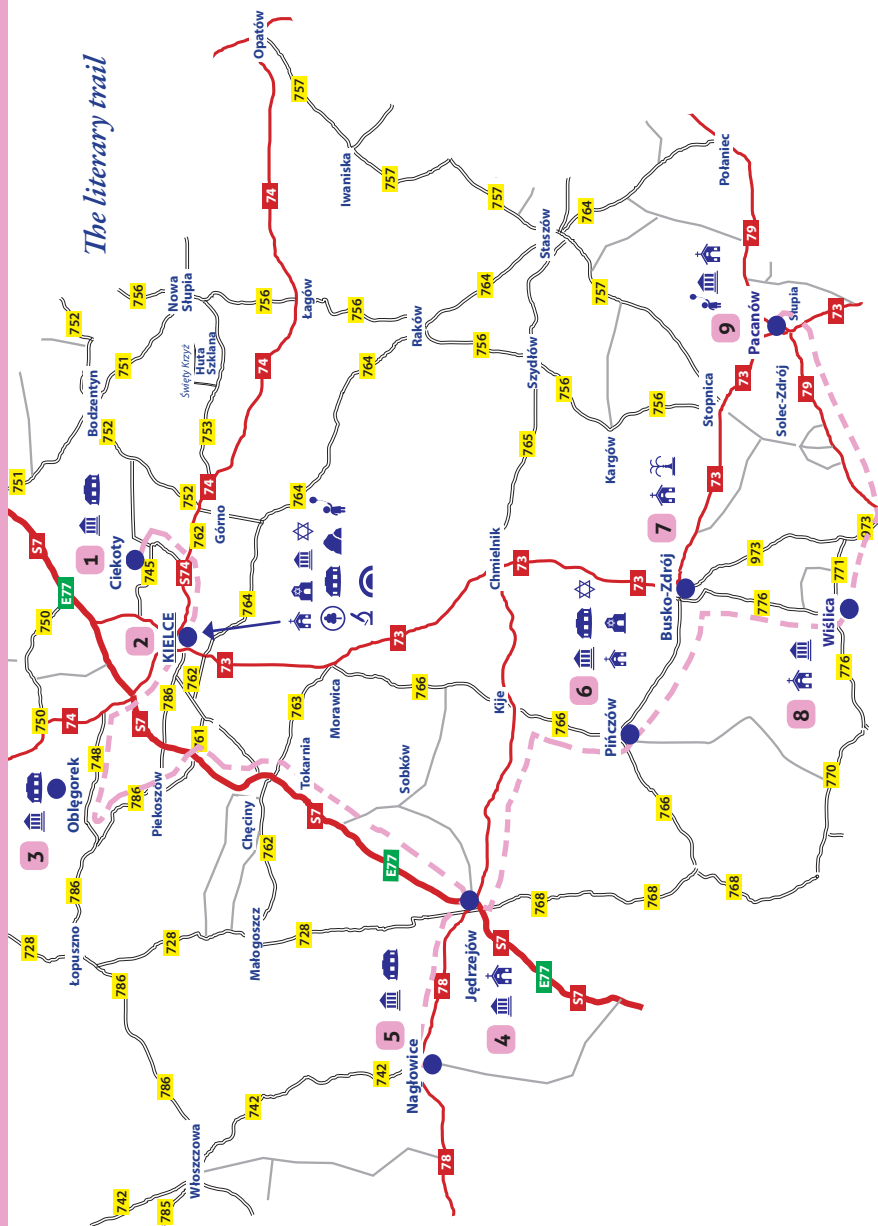 The literary trail
751
S7
728
750
750
3
74
E77
742
786
Łopuszno
786
Oblęgorek
748
1
752
785
786
728
786
Piekoszów
S7
2
745
Ciekoty
Bodzentyn
752
751
756
Włoszczowa
KIELCE
786
762
761
S74
762
752
Górno
74
753
Święty Krzyż
Huta
Szklana
Nowa
Słupia
742
Małogoszcz
762
Chęciny
73
764
74
756
74
Opatów
728
763
Tokarnia
764
Łagów
757
S7
Morawica
764
756
Iwaniska
742
5
E77
Sobków
766
73
Raków
757
Nagłowice
78
78
Jędrzejów
4
S7
Kije
Chmielnik
73
756
764
757
E77
S7
768
766
765
Szydłów
756
Staszów
6
Pińczów
73
Kargów
764
757
768
766
Busko-Zdrój
7
756
768
776
973
73
Stopnica
73
9
Pacanów
Połaniec
79
8
Wiślica
776
771
770
973
Solec-Zdrój
79
Słupia
73